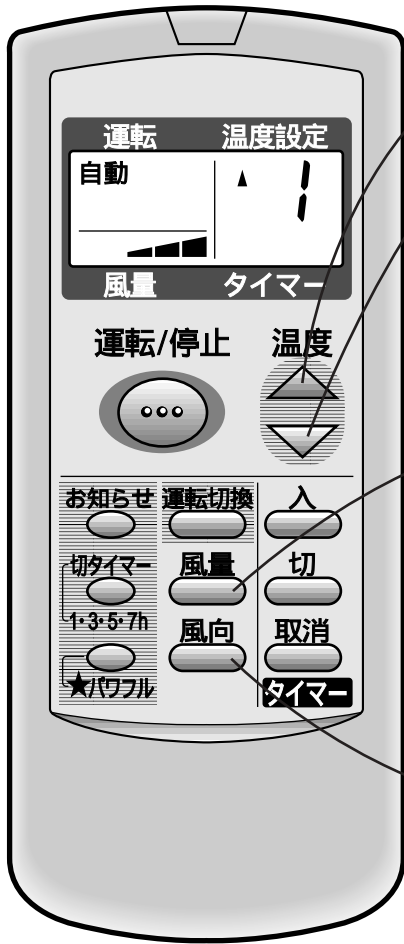 運転 温度設定
自動 ▲ 1
風量 タイマー
運転/停止 温度
お知らせ 運転切換 入
切タイマー 風量 切
1・3・5・7h 風向 取消
★パワフル タイマー